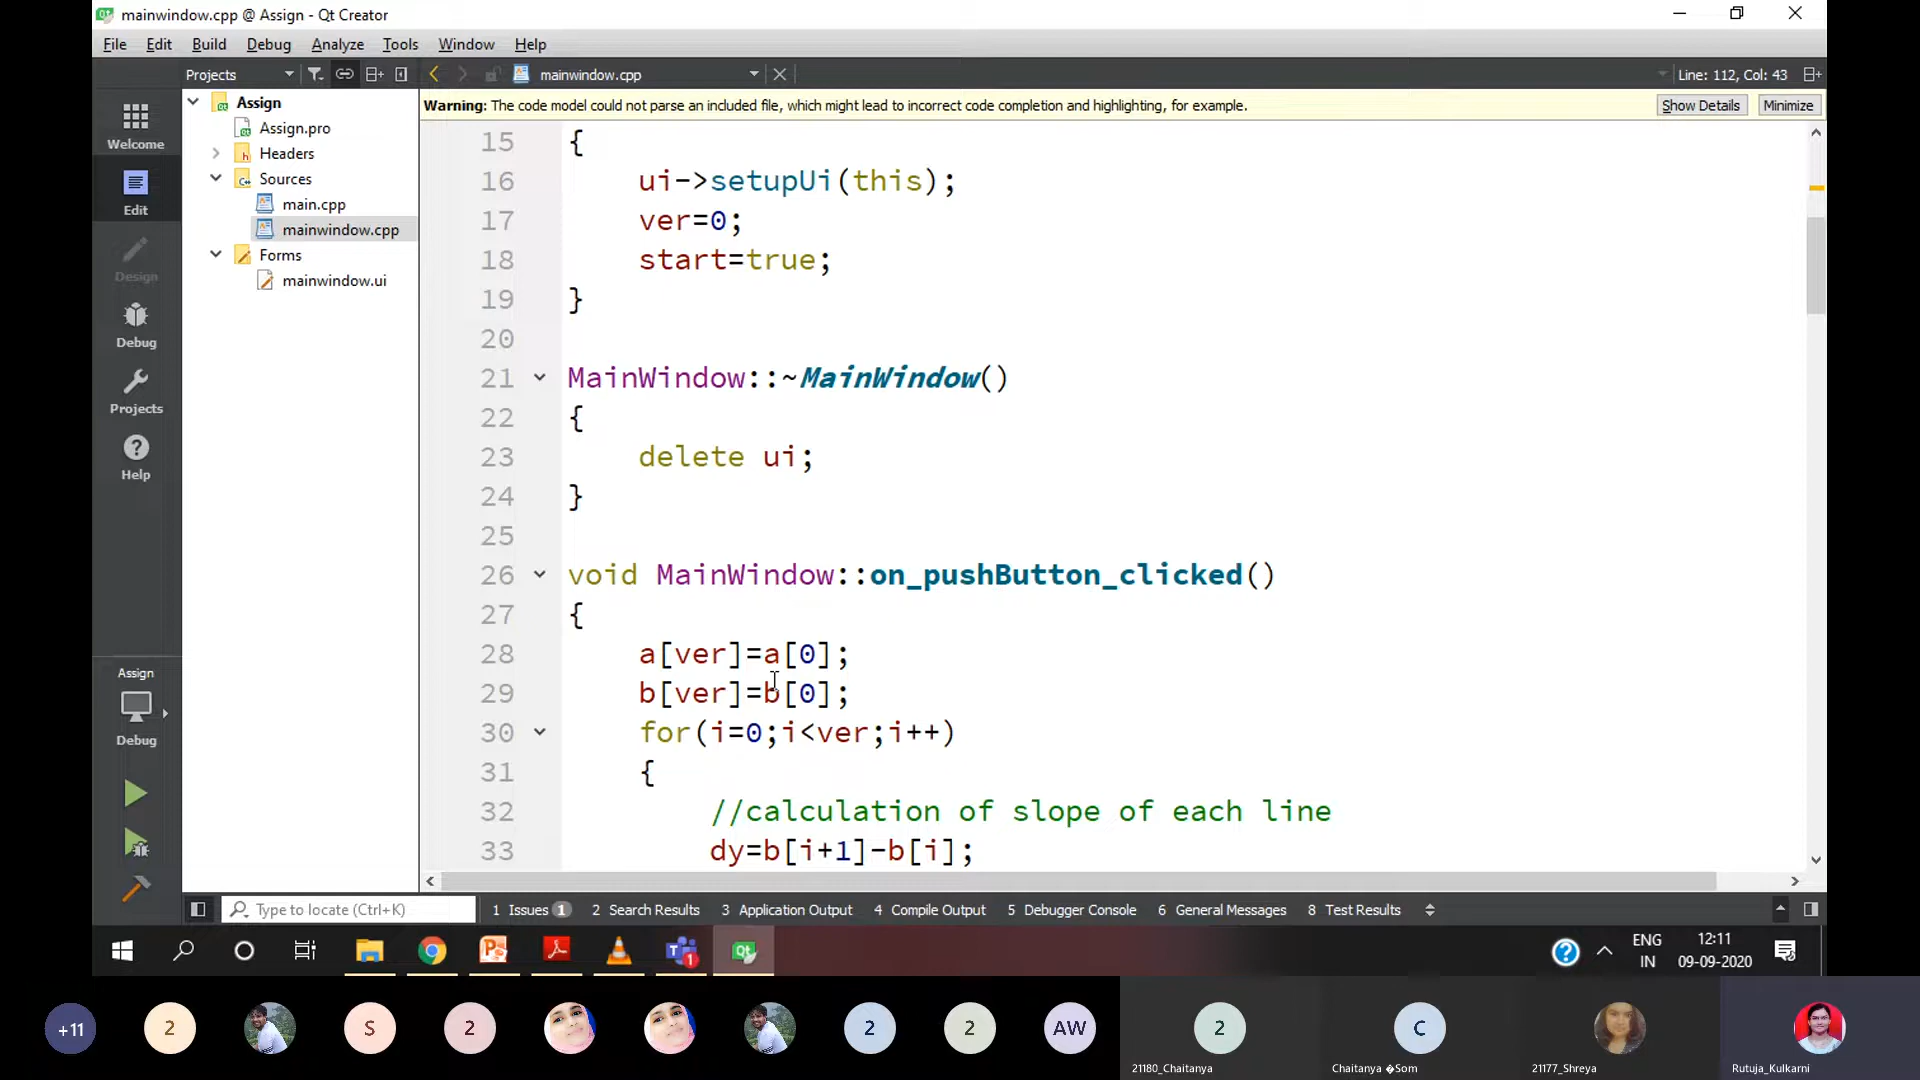 mainwindow.cpp @ Assign - Qt Creator
File Edit Build Debug Analyze Tools Window Help
Projects mainwindow.cpp Line: 112, Col: 43
Warning: The code model could not parse an included file, which might lead to incorrect code completion and highlighting, for example. Show Details Minimize
Welcome
Edit
Design
Debug
Projects
Help
Assign
Debug
Assign
Assign.pro
Headers
Sources
main.cpp
mainwindow.cpp
Forms
mainwindow.ui
15 {
16 ui->setupUi(this);
17 ver=0;
18 start=true;
19 }
20
21 MainWindow::~MainWindow()
22 {
23 delete ui;
24 }
25
26 void MainWindow::on_pushButton_clicked()
27 {
28 a[ver]=a[0];
29 b[ver]=b[0];
30 for(i=0;i<ver;i++)
31 {
32 //calculation of slope of each line
33 dy=b[i+1]-b[i];
Type to locate (Ctrl+K) 1 Issues 1 2 Search Results 3 Application Output 4 Compile Output 5 Debugger Console 6 General Messages 8 Test Results
ENG
IN
12:11
09-09-2020
+11 2 S 2 2 2 AW 2 C
21180_Chaitanya Chaitanya �Som 21177_Shreya Rutuja_Kulkarni